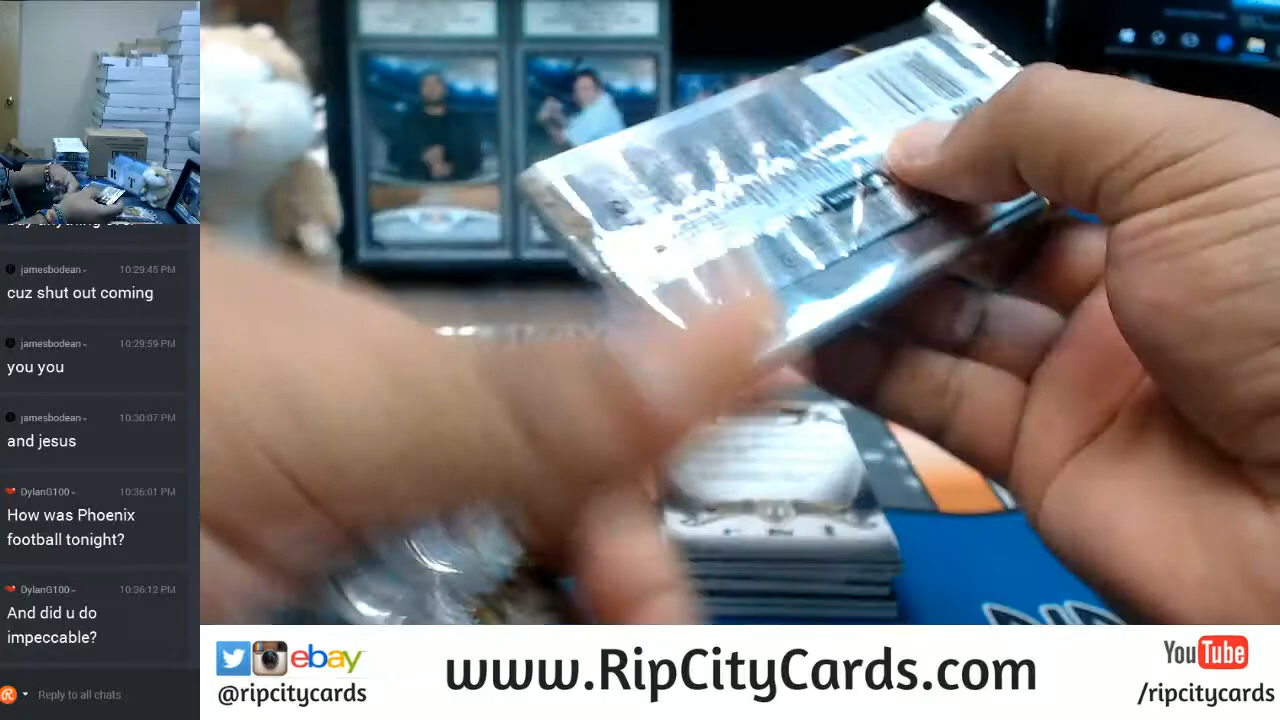 jamesbodean
10:29:45 PM
cuz shut out coming
jamesbodean
10:29:59 PM
you you
jamesbodean
10:30:07 PM
and jesus
DylanG100
10:36:01 PM
How was Phoenix
football tonight?
DylanG100
10:36:12 PM
And did u do
impeccable?
Reply to all chats
ebay
@ripcitycards
www.RipCityCards.com
YouTube
/ripcitycards